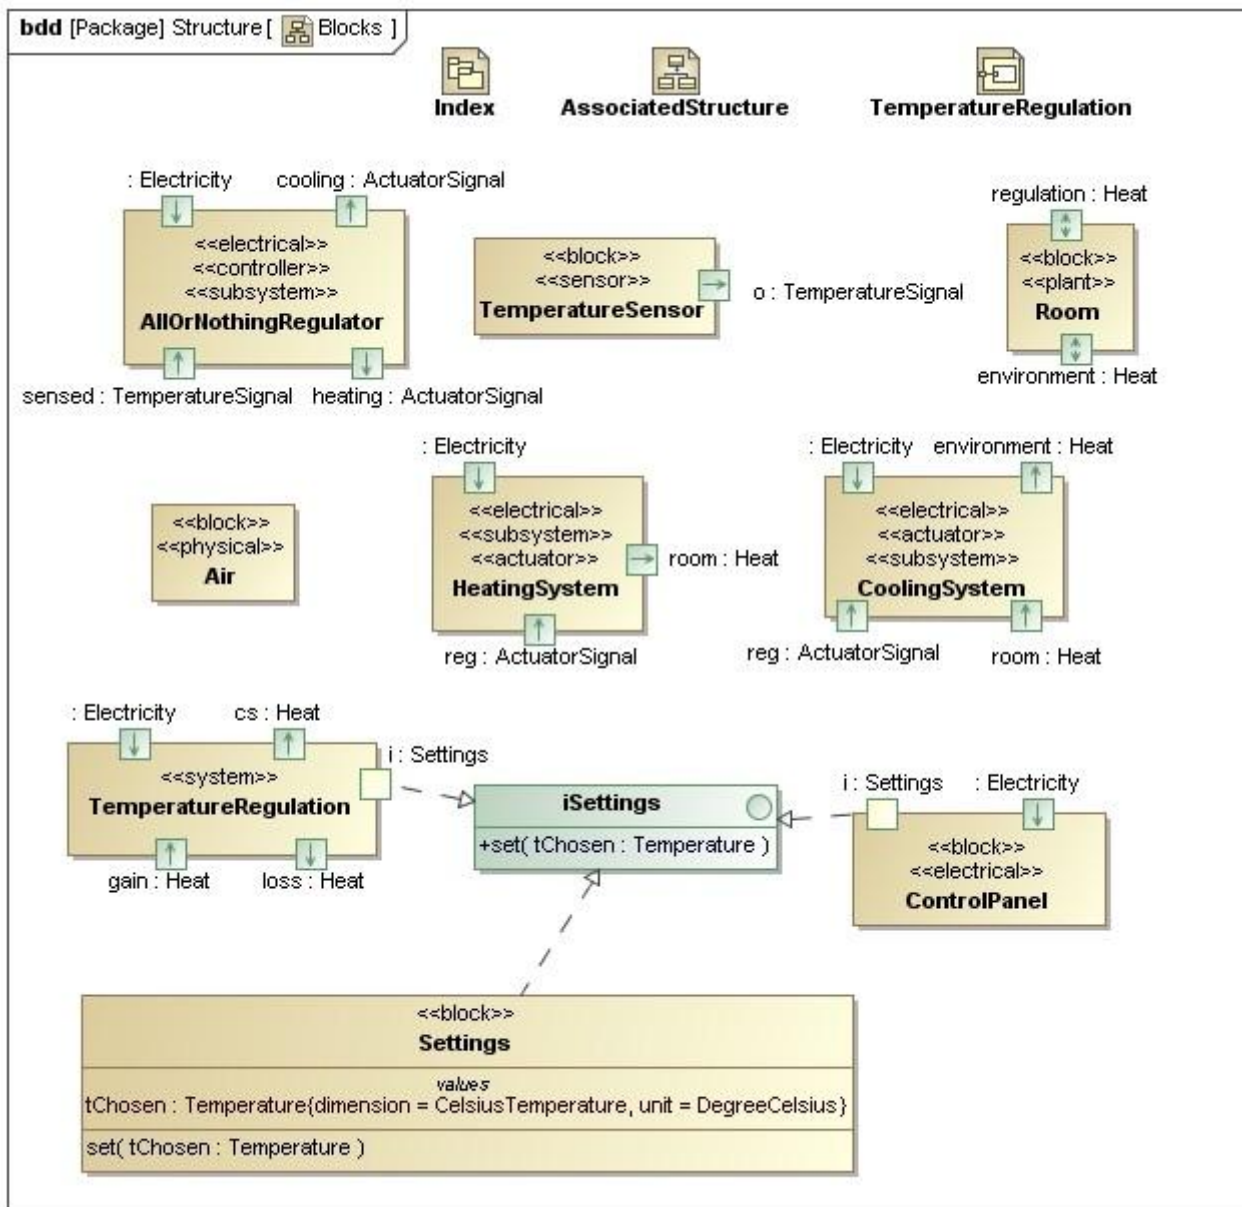 bdd [Package] Structure [ Blocks ]
Index
AssociatedStructure
TemperatureRegulation
: Electricity
cooling : ActuatorSignal
<<electrical>>
<<controller>>
<<subsystem>>
AllOrNothingRegulator
sensed : TemperatureSignal
heating : ActuatorSignal
<<block>>
<<sensor>>
TemperatureSensor
o : TemperatureSignal
regulation : Heat
<<block>>
<<plant>>
Room
environment : Heat
<<block>>
<<physical>>
Air
: Electricity
<<electrical>>
<<subsystem>>
<<actuator>>
HeatingSystem
room : Heat
reg : ActuatorSignal
: Electricity
environment : Heat
<<electrical>>
<<actuator>>
<<subsystem>>
CoolingSystem
reg : ActuatorSignal
room : Heat
: Electricity
cs : Heat
i : Settings
<<system>>
TemperatureRegulation
gain : Heat
loss : Heat
iSettings
+set( tChosen : Temperature )
i : Settings
: Electricity
<<block>>
<<electrical>>
ControlPanel
<<block>>
Settings
values
tChosen : Temperature{dimension = CelsiusTemperature, unit = DegreeCelsius}
set( tChosen : Temperature )